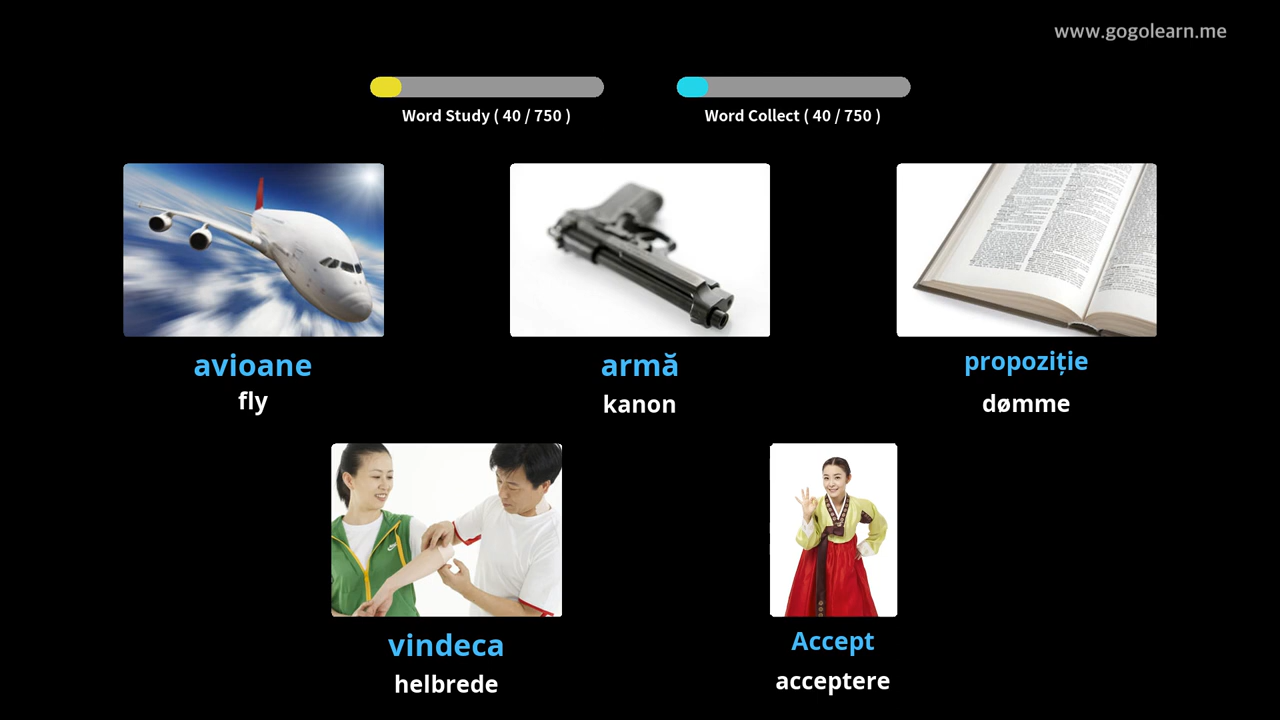 www.gogolearn.me
Word Study ( 40 / 750 )
Word Collect ( 40 / 750 )
avioane
fly
armă
kanon
propoziție
dømme
vindeca
helbrede
Accept
acceptere